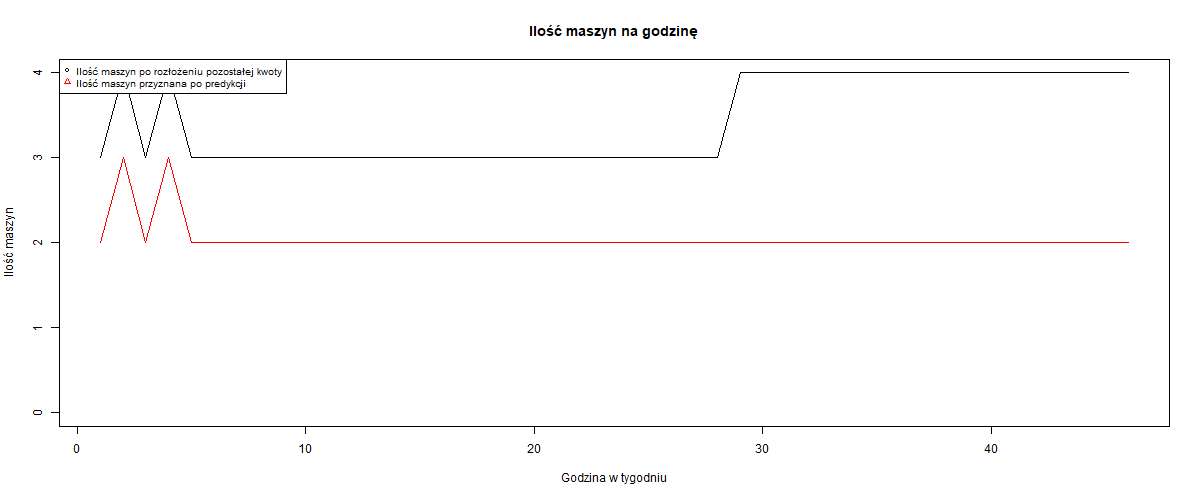 Ilość maszyn na godzinę
Ilość maszyn po rozłożeniu pozostałej kwoty
Ilość maszyn przyznana po predykcji
Ilość maszyn
4
3
2
1
0
0 10 20 30 40
Godzina w tygodniu